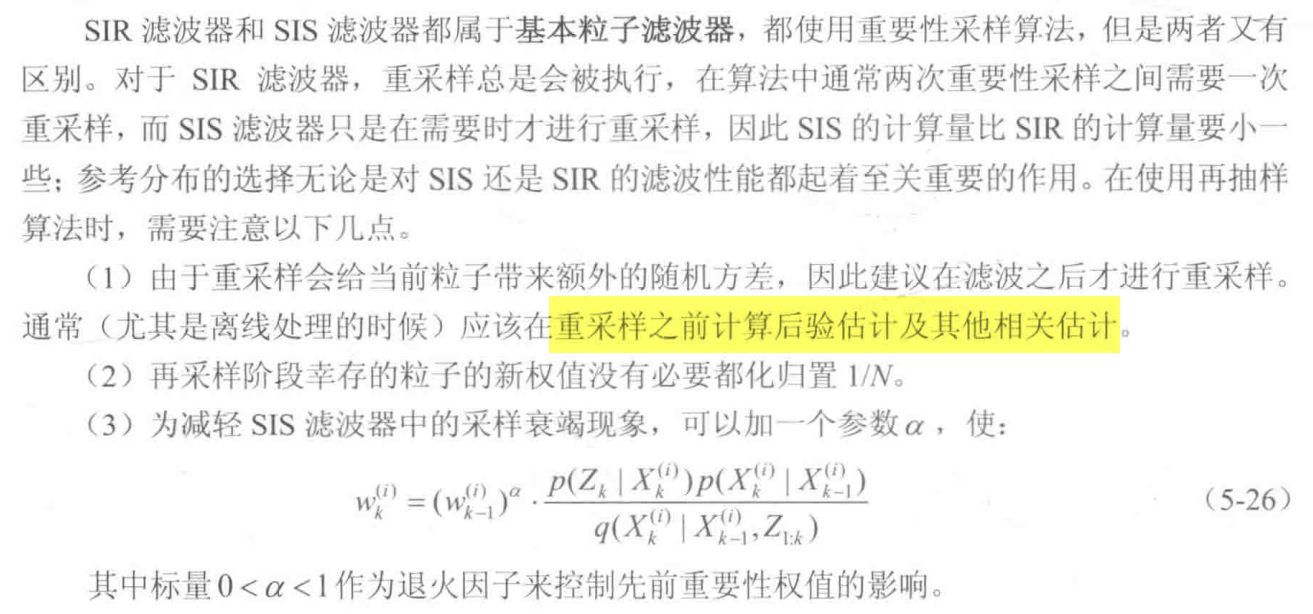 SIR 滤波器和 SIS 滤波器都属于基本粒子滤波器，都使用重要性采样算法，但是两者又有
区别。对于 SIR 滤波器，重采样总是会被执行，在算法中通常两次重要性采样之间需要一次
重采样，而 SIS 滤波器只是在需要时才进行重采样，因此 SIS 的计算量比 SIR 的计算量要小一
些；参考分布的选择无论是对 SIS 还是 SIR 的滤波性能都起着至关重要的作用。在使用再抽样
算法时，需要注意以下几点。
（1）由于重采样会给当前粒子带来额外的随机方差，因此建议在滤波之后才进行重采样。
通常（尤其是离线处理的时候）应该在重采样之前计算后验估计及其他相关估计。
（2）再采样阶段幸存的粒子的新权值没有必要都化归置 1/N。
（3）为减轻 SIS 滤波器中的采样衰竭现象，可以加一个参数 α ，使：
$w_k^{(i)} = (w_{k-1}^{(i)})^α \cdot \frac{p(Z_k | X_k^{(i)}) p(X_k^{(i)} | X_{k-1}^{(i)})}{q(X_k^{(i)} | X_{k-1}^{(i)}, Z_{1:k})}$ （5-26）
其中标量 0 < α < 1 作为退火因子来控制先前重要性权值的影响。